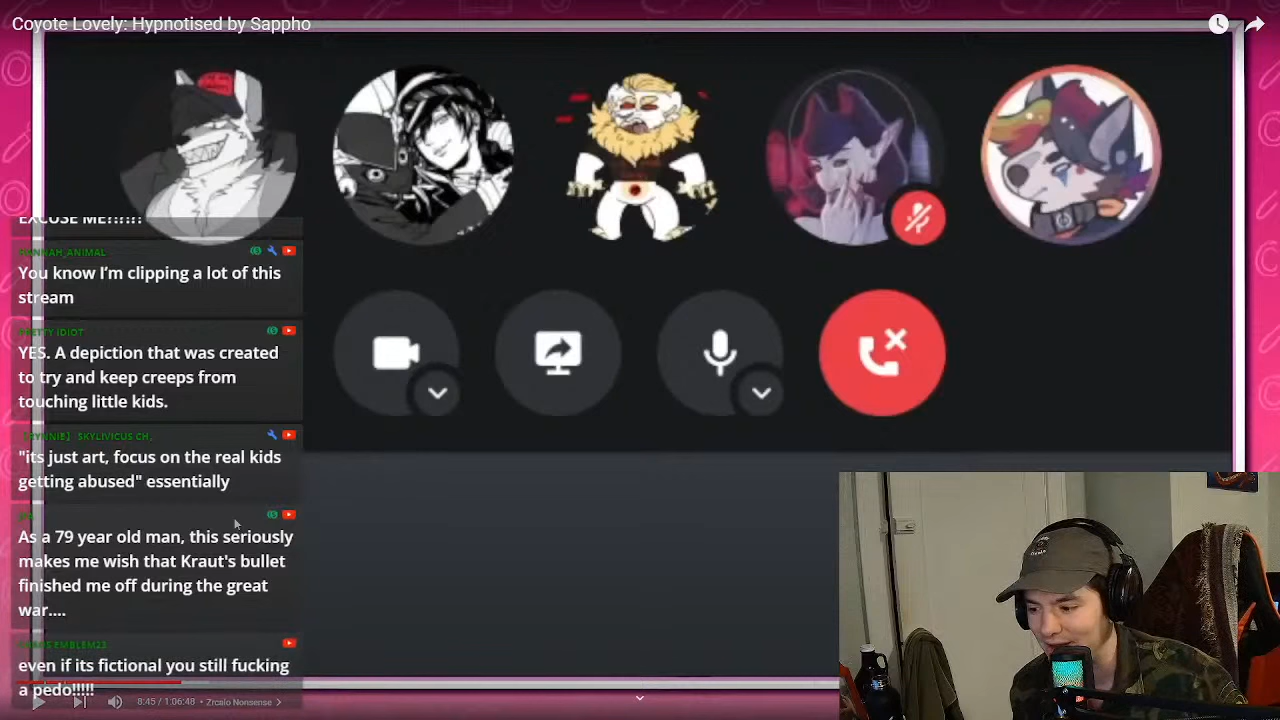 Coyote Lovely: Hypnotised by Sappho
EXCUSE ME?!?!?!
You know I’m clipping a lot of this
stream
YES. A depiction that was created
to try and keep creeps from
touching little kids.
SKYLIVICUS CH.
"its just art, focus on the real kids
getting abused" essentially
As a 79 year old man, this seriously
makes me wish that Kraut's bullet
finished me off during the great
war....
even if its fictional you still fucking
a pedo!!!!!
8:45 / 1:06:48 • Zrcalo Nonsense